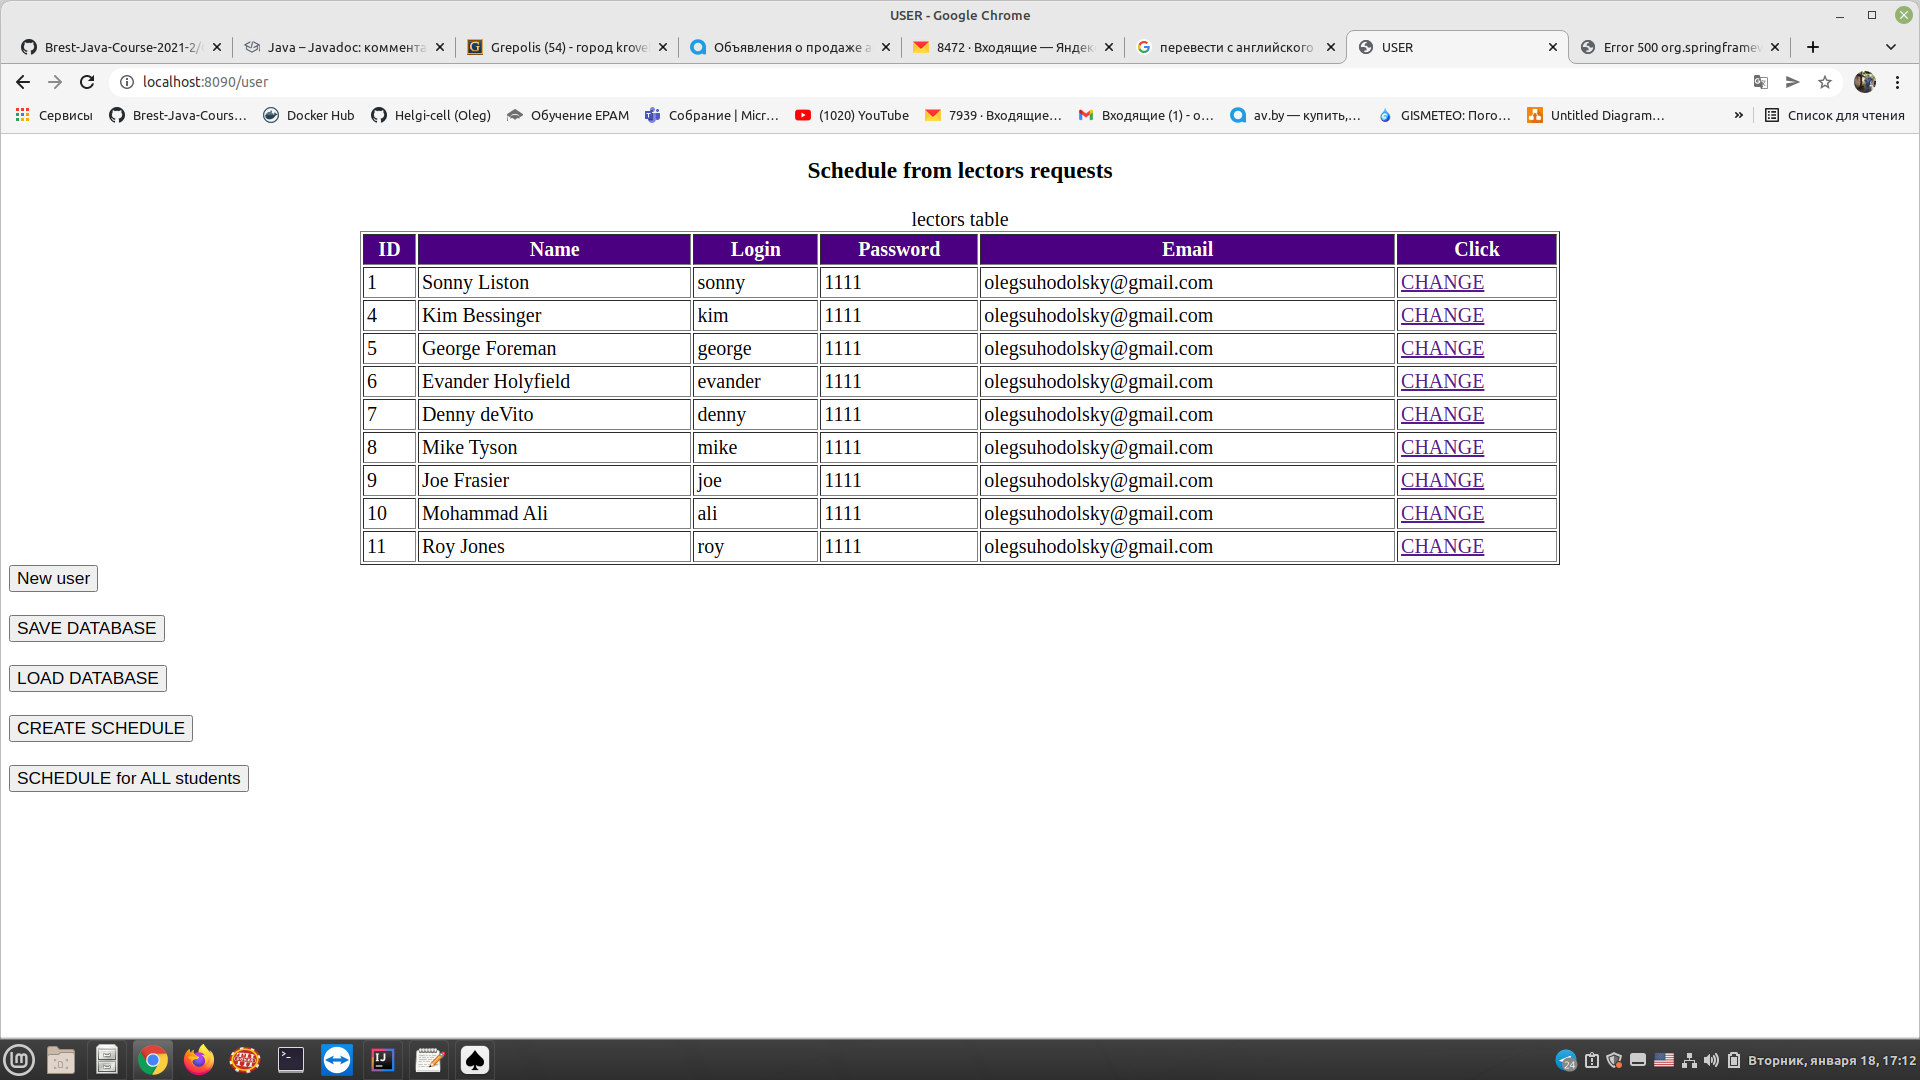 USER - Google Chrome
Brest-Java-Course-2021-2/
Java – Javadoc: коммента
Grepolis (54) - город krove
Объявления о продаже а
8472 · Входящие — Яндек
перевести с английского
USER
Error 500 org.springframe
localhost:8090/user
Сервисы
Brest-Java-Cours…
Docker Hub
Helgi-cell (Oleg)
Обучение EPAM
Собрание | Micr…
(1020) YouTube
7939 · Входящие…
Входящие (1) - o…
av.by — купить,…
GISMETEO: Пого…
Untitled Diagram…
»
Список для чтения
Schedule from lectors requests
lectors table
ID Name Login Password Email Click
1 Sonny Liston sonny 1111 olegsuhodolsky@gmail.com CHANGE
4 Kim Bessinger kim 1111 olegsuhodolsky@gmail.com CHANGE
5 George Foreman george 1111 olegsuhodolsky@gmail.com CHANGE
6 Evander Holyfield evander 1111 olegsuhodolsky@gmail.com CHANGE
7 Denny deVito denny 1111 olegsuhodolsky@gmail.com CHANGE
8 Mike Tyson mike 1111 olegsuhodolsky@gmail.com CHANGE
9 Joe Frasier joe 1111 olegsuhodolsky@gmail.com CHANGE
10 Mohammad Ali ali 1111 olegsuhodolsky@gmail.com CHANGE
11 Roy Jones roy 1111 olegsuhodolsky@gmail.com CHANGE
New user
SAVE DATABASE
LOAD DATABASE
CREATE SCHEDULE
SCHEDULE for ALL students
24
Вторник, января 18, 17:12